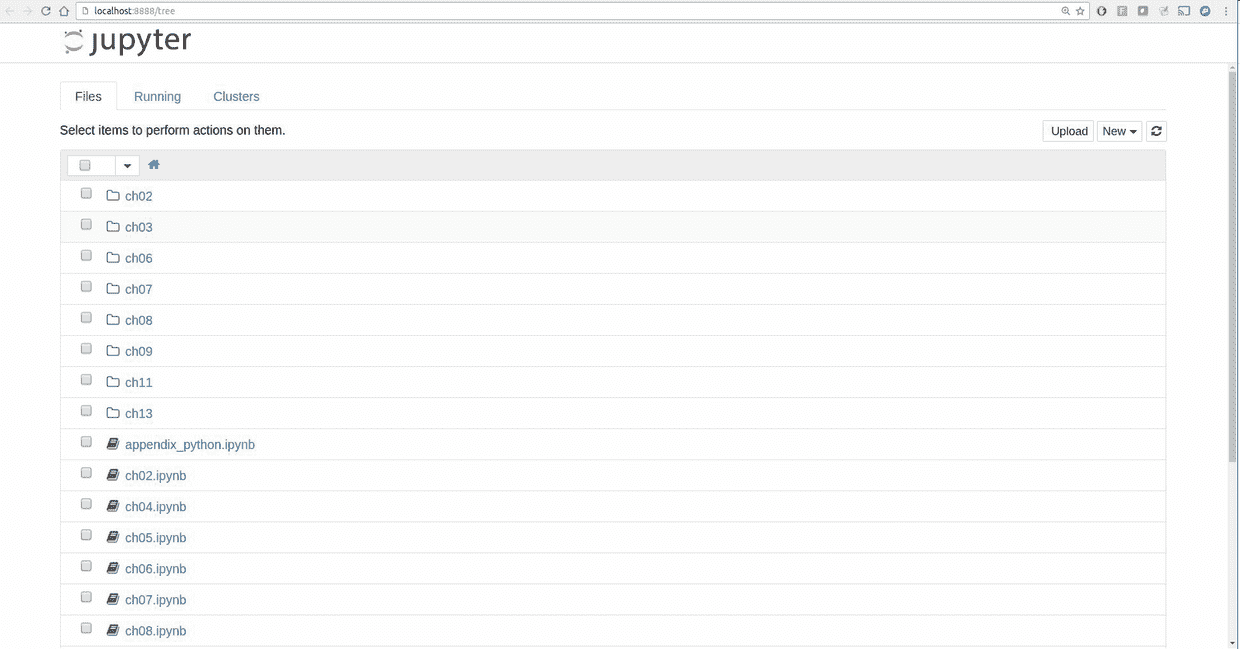 localhost:8888/tree
jupyter
Files Running Clusters
Select items to perform actions on them.
Upload New
ch02
ch03
ch06
ch07
ch08
ch09
ch11
ch13
appendix_python.ipynb
ch02.ipynb
ch04.ipynb
ch05.ipynb
ch06.ipynb
ch07.ipynb
ch08.ipynb